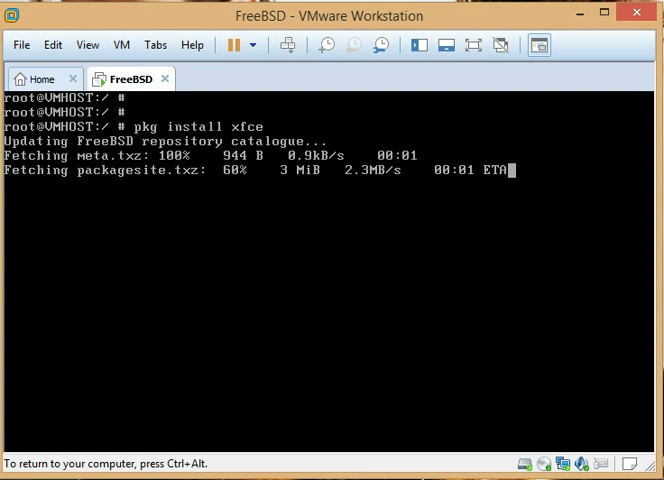 FreeBSD - VMware Workstation
File Edit View VM Tabs Help
Home FreeBSD
root@VMHOST:/ #
root@VMHOST:/ #
root@VMHOST:/ # pkg install xfce
Updating FreeBSD repository catalogue...
Fetching meta.txz: 100% 944 B 0.9kB/s 00:01
Fetching packagesite.txz: 60% 3 MiB 2.3MB/s 00:01 ETA
To return to your computer, press Ctrl+Alt.